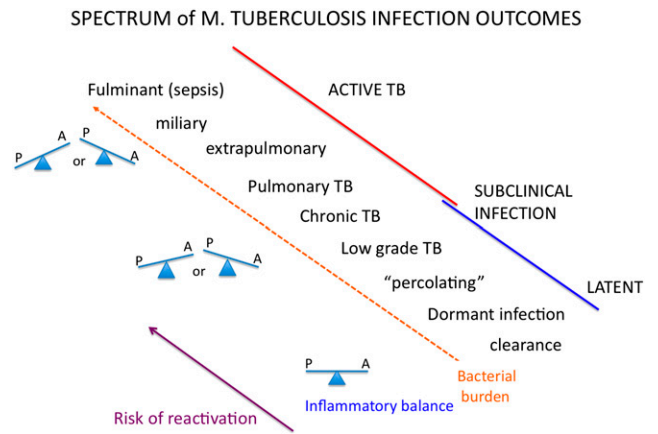 SPECTRUM of M. TUBERCULOSIS INFECTION OUTCOMES
ACTIVE TB
Fulminant (sepsis)
miliary
extrapulmonary
P A or P A
Pulmonary TB
SUBCLINICAL
INFECTION
Chronic TB
Low grade TB
P A or P A
"percolating"
LATENT
Dormant infection
clearance
P A
Bacterial
burden
Inflammatory balance
Risk of reactivation